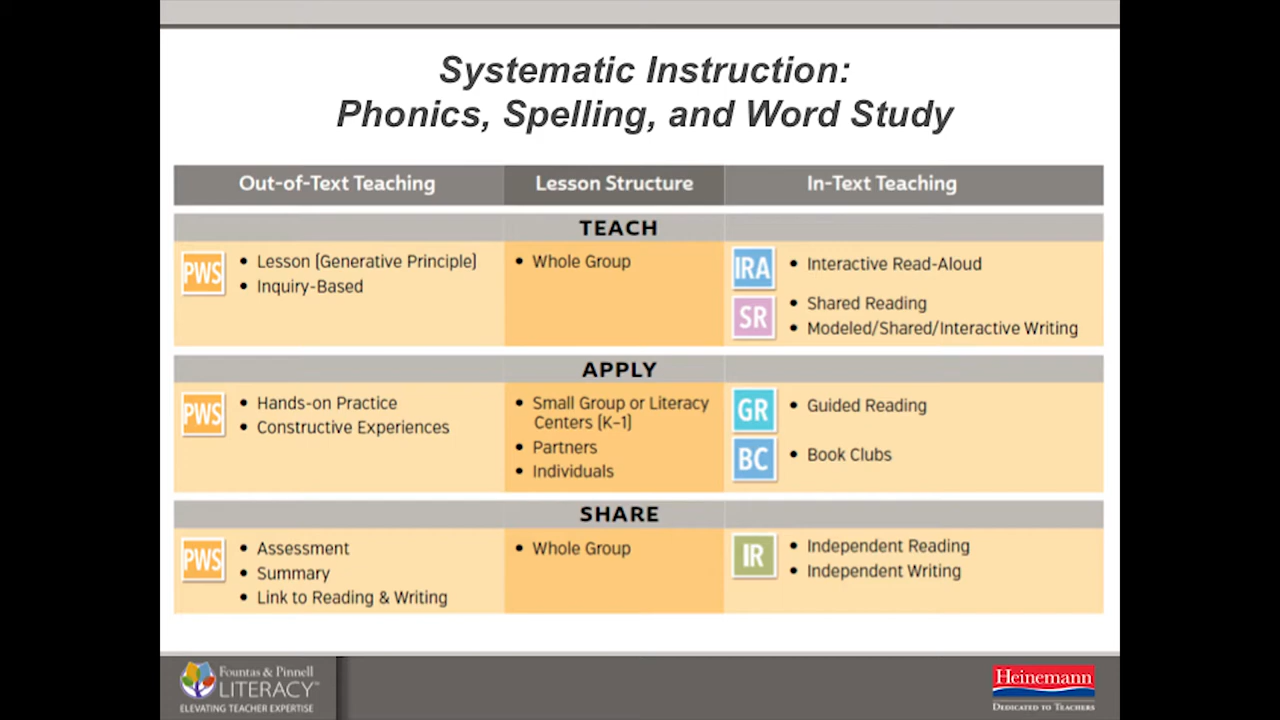 Systematic Instruction:
Phonics, Spelling, and Word Study
Out-of-Text Teaching
Lesson Structure
In-Text Teaching
TEACH
PWS
• Lesson (Generative Principle)
• Inquiry-Based
• Whole Group
IRA
• Interactive Read-Aloud
SR
• Shared Reading
• Modeled/Shared/Interactive Writing
APPLY
PWS
• Hands-on Practice
• Constructive Experiences
• Small Group or Literacy
Centers (K–1)
• Partners
• Individuals
GR
• Guided Reading
BC
• Book Clubs
SHARE
PWS
• Assessment
• Summary
• Link to Reading & Writing
• Whole Group
IR
• Independent Reading
• Independent Writing
Fountas & Pinnell
LITERACY™
ELEVATING TEACHER EXPERTISE
Heinemann
DEDICATED TO TEACHERS